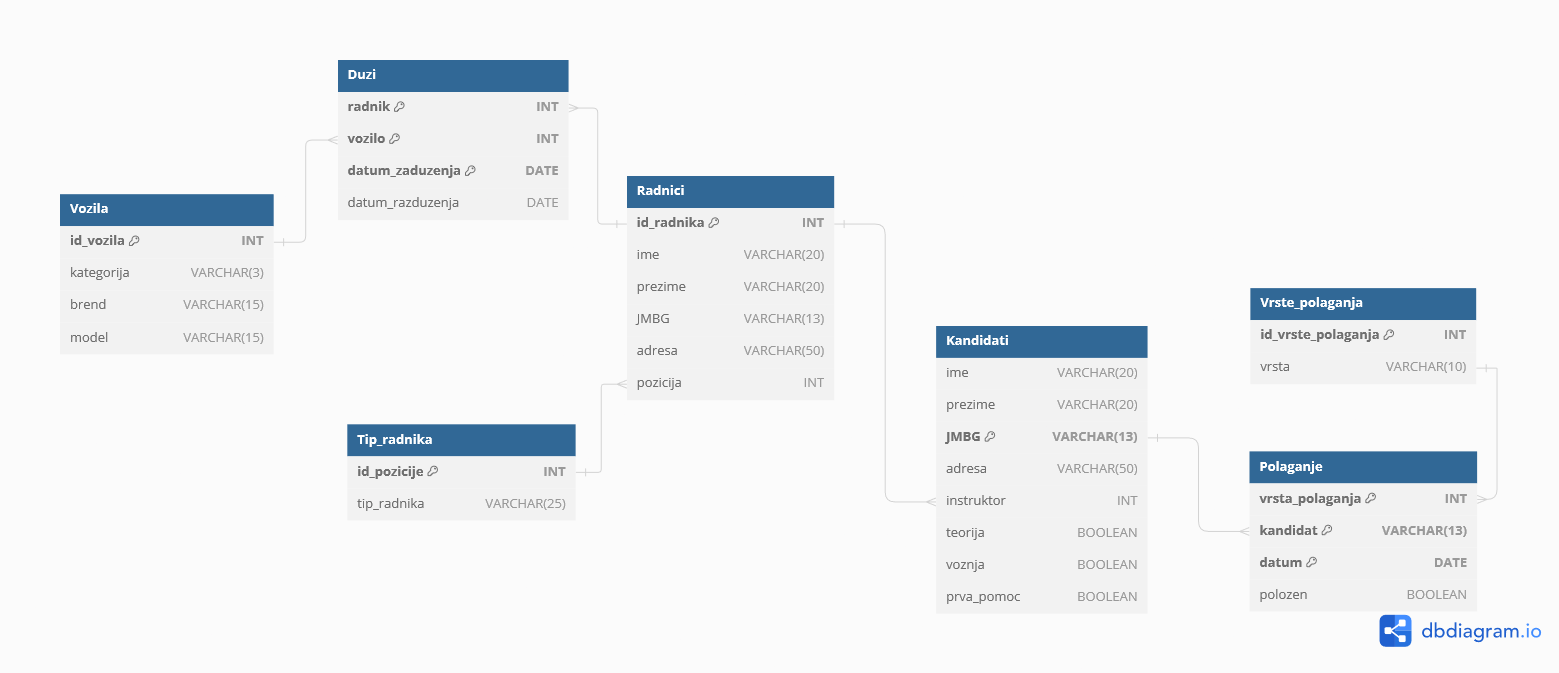 Duzi
radnik INT
vozilo INT
datum_zaduzenja DATE
datum_razduzenja DATE
Vozila
id_vozila INT
kategorija VARCHAR(3)
brend VARCHAR(15)
model VARCHAR(15)
Radnici
id_radnika INT
ime VARCHAR(20)
prezime VARCHAR(20)
JMBG VARCHAR(13)
adresa VARCHAR(50)
pozicija INT
Tip_radnika
id_pozicije INT
tip_radnika VARCHAR(25)
Kandidati
ime VARCHAR(20)
prezime VARCHAR(20)
JMBG VARCHAR(13)
adresa VARCHAR(50)
instruktor INT
teorija BOOLEAN
voznja BOOLEAN
prva_pomoc BOOLEAN
Vrste_polaganja
id_vrste_polaganja INT
vrsta VARCHAR(10)
Polaganje
vrsta_polaganja INT
kandidat VARCHAR(13)
datum DATE
polozen BOOLEAN
dbdiagram.io